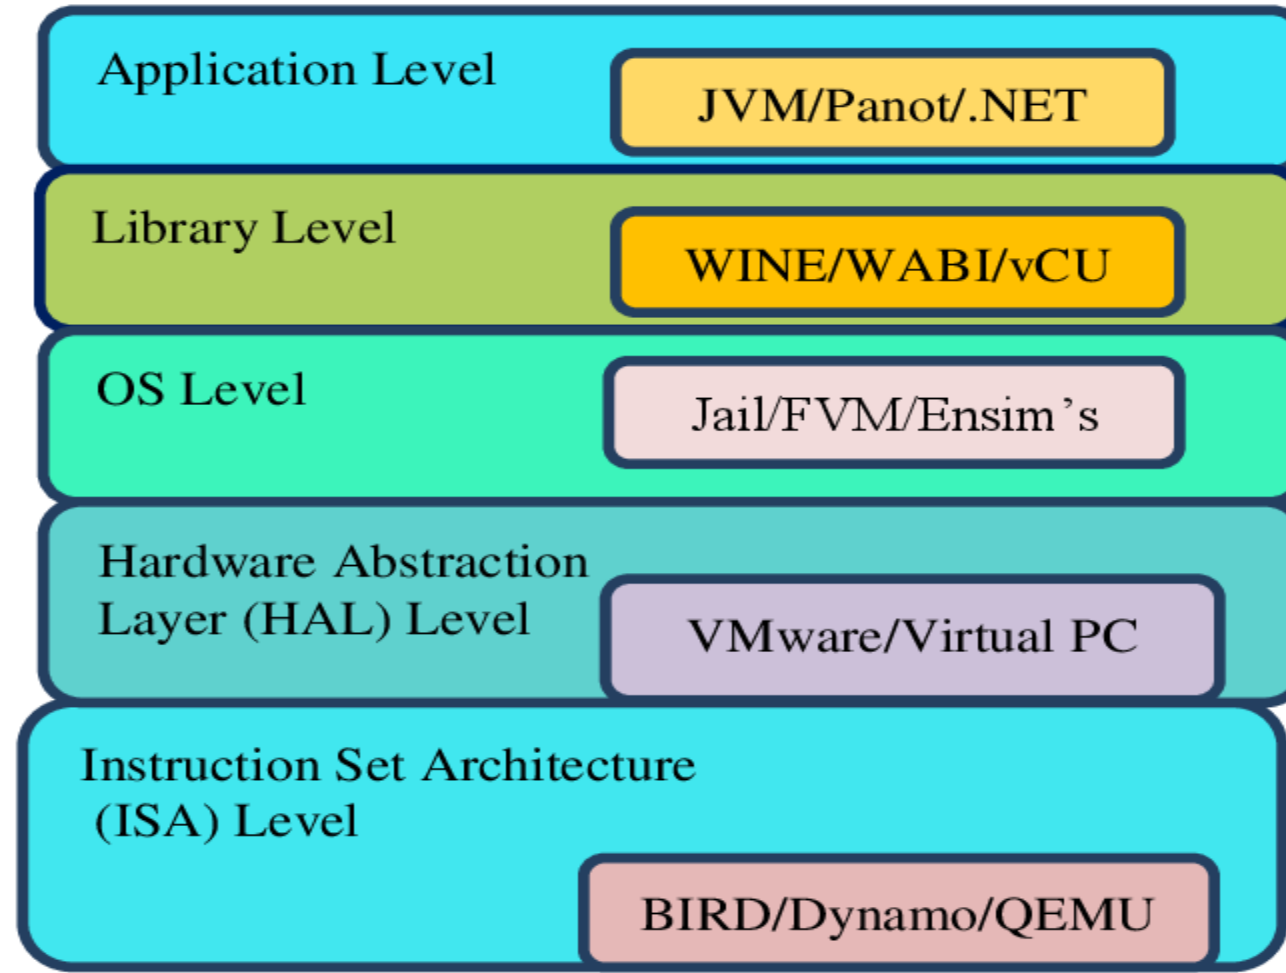 Application Level
JVM/Panot/.NET
Library Level
WINE/WABI/vCU
OS Level
Jail/FVM/Ensim’s
Hardware Abstraction
Layer (HAL) Level
VMware/Virtual PC
Instruction Set Architecture
(ISA) Level
BIRD/Dynamo/QEMU